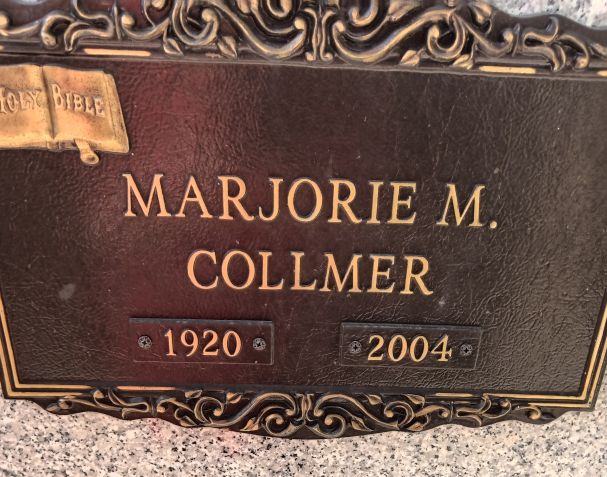 HOLY BIBLE
MARJORIE M.
COLLMER
1920 2004